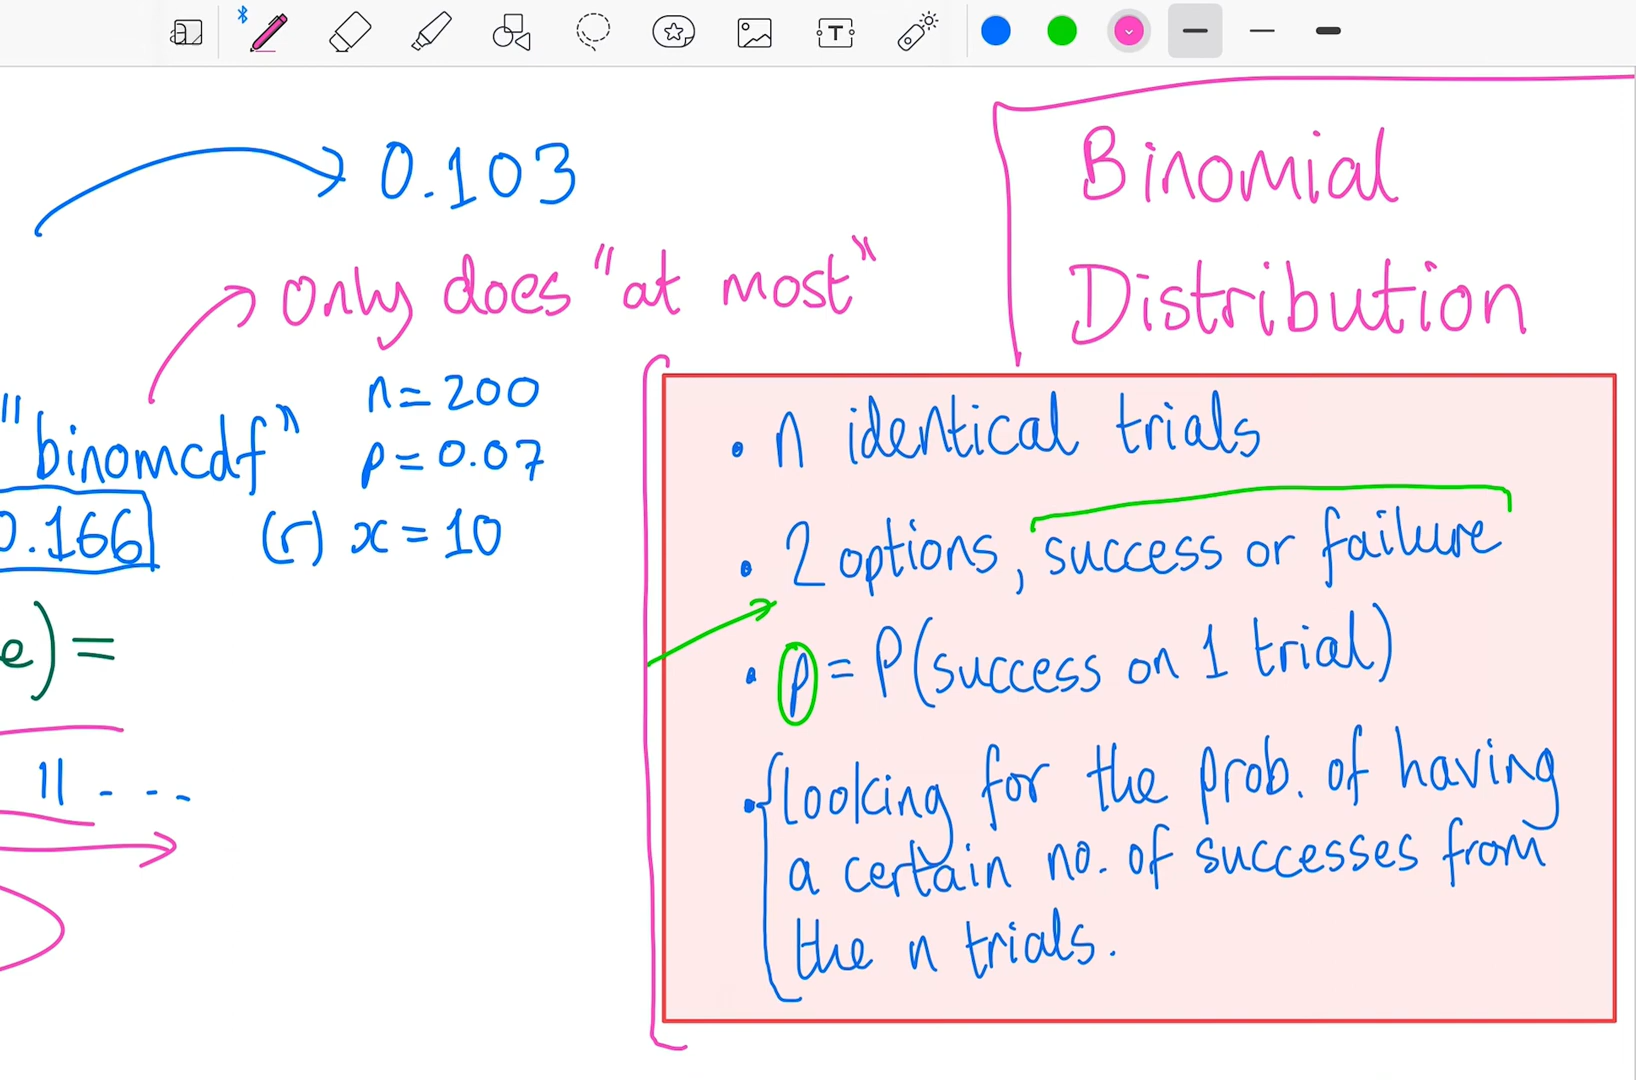 0.103
only does "at most"
"binomcdf"
n = 200
p = 0.07
0.166
(r) x = 10
e) =
11 ...
Binomial
Distribution
• n identical trials
• 2 options, success or failure
• p = P(success on 1 trial)
• looking for the prob. of having
a certain no. of successes from
the n trials.